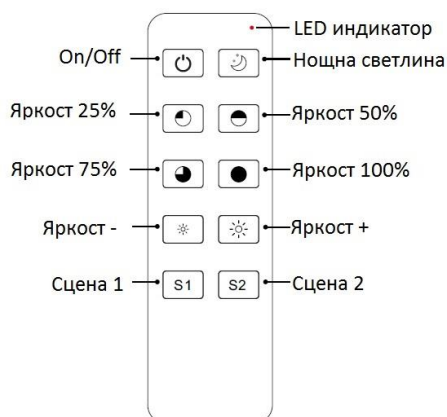 LED индикатор
On/Off
Нощна светлина
Яркост 25%
Яркост 50%
Яркост 75%
Яркост 100%
Яркост -
Яркост +
Сцена 1
S1
S2
Сцена 2